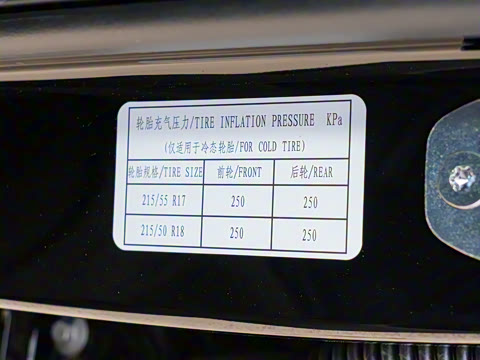 轮胎充气压力/TIRE INFLATION PRESSURE KPa
(仅适用于冷态轮胎/FOR COLD TIRE)
轮胎规格/TIRE SIZE 前轮/FRONT 后轮/REAR
215/55 R17 250 250
215/50 R18 250 250